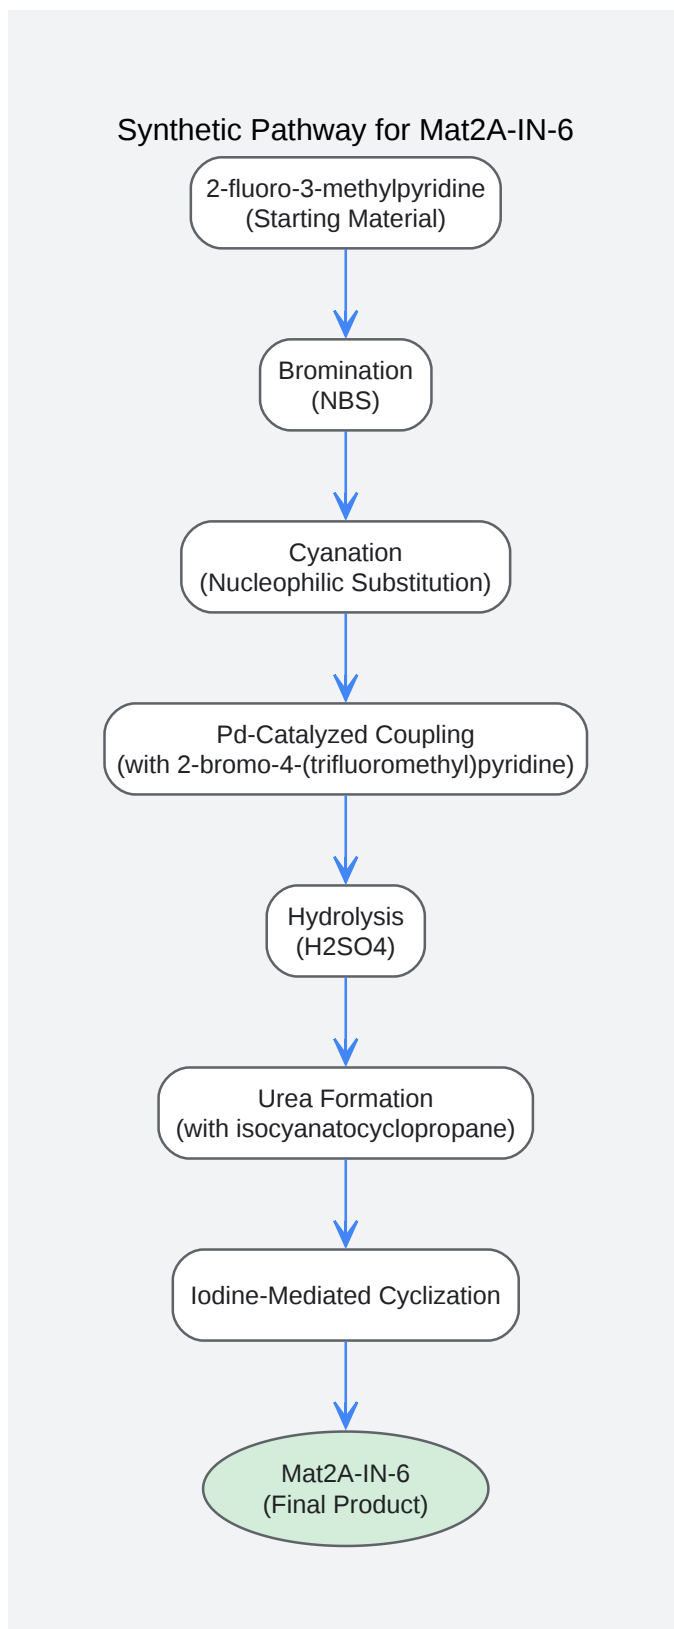 Synthetic Pathway for Mat2A-IN-6
2-fluoro-3-methylpyridine
(Starting Material)
Bromination
(NBS)
Cyanation
(Nucleophilic Substitution)
Pd-Catalyzed Coupling
(with 2-bromo-4-(trifluoromethyl)pyridine)
Hydrolysis
(H2SO4)
Urea Formation
(with isocyanatocyclopropane)
Iodine-Mediated Cyclization
Mat2A-IN-6
(Final Product)